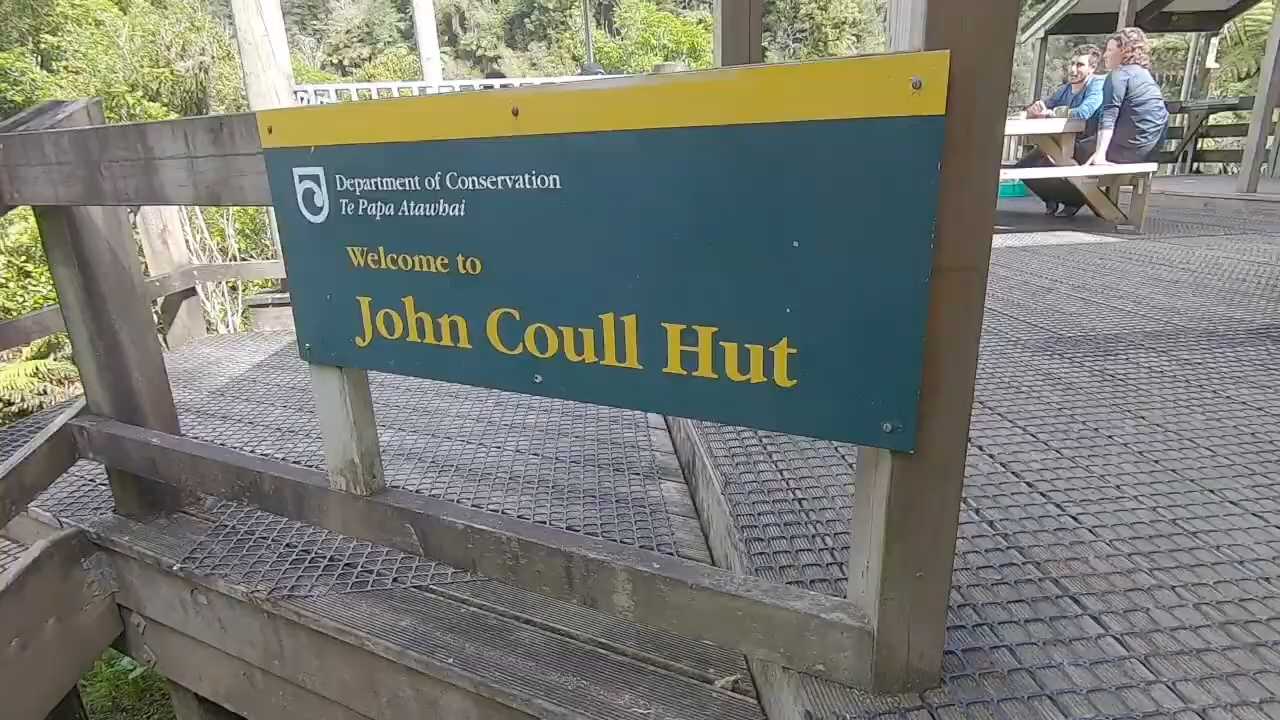 Department of Conservation
Te Papa Atawhai
Welcome to
John Coull Hut